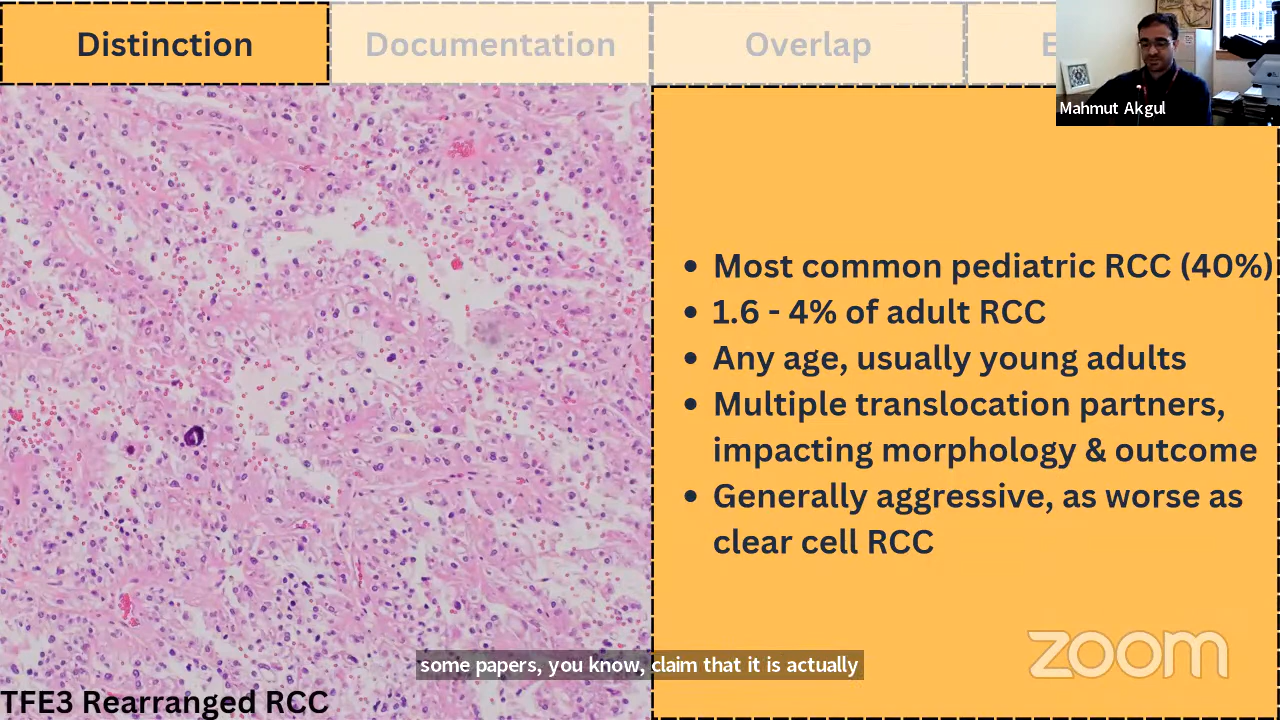 Distinction
Documentation
Overlap
E
Mahmut Akgul
• Most common pediatric RCC (40%)
• 1.6 - 4% of adult RCC
• Any age, usually young adults
• Multiple translocation partners,
impacting morphology & outcome
• Generally aggressive, as worse as
clear cell RCC
zoom
some papers, you know, claim that it is actually
TFE3 Rearranged RCC